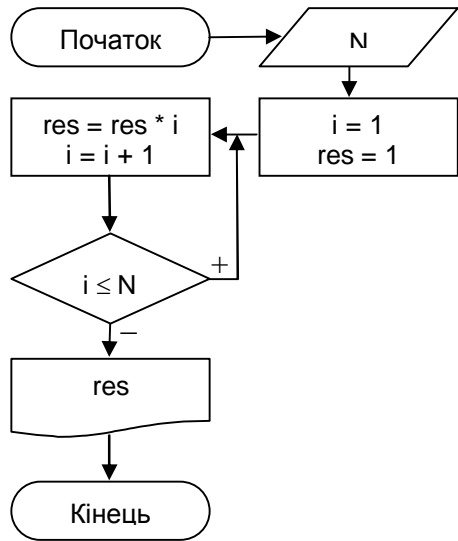 Початок
N
i = 1
res = 1
res = res * i
i = i + 1
i ≤ N
+
–
res
Кінець